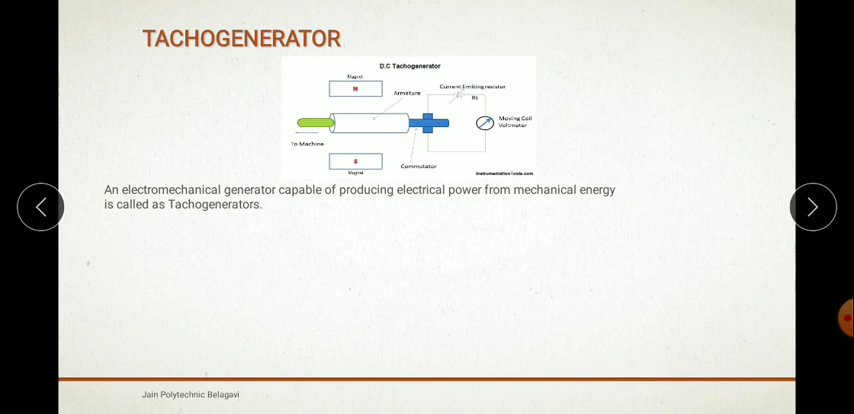 TACHOGENERATOR
D.C Tachogenerator
Magnet
N
Armature
Current limiting resistor
Rs
Moving Coil
Voltmeter
To Machine
S
Magnet
Commutator
InstrumentationTools.com
An electromechanical generator capable of producing electrical power from mechanical energy
is called as Tachogenerators.
Jain Polytechnic Belagavi